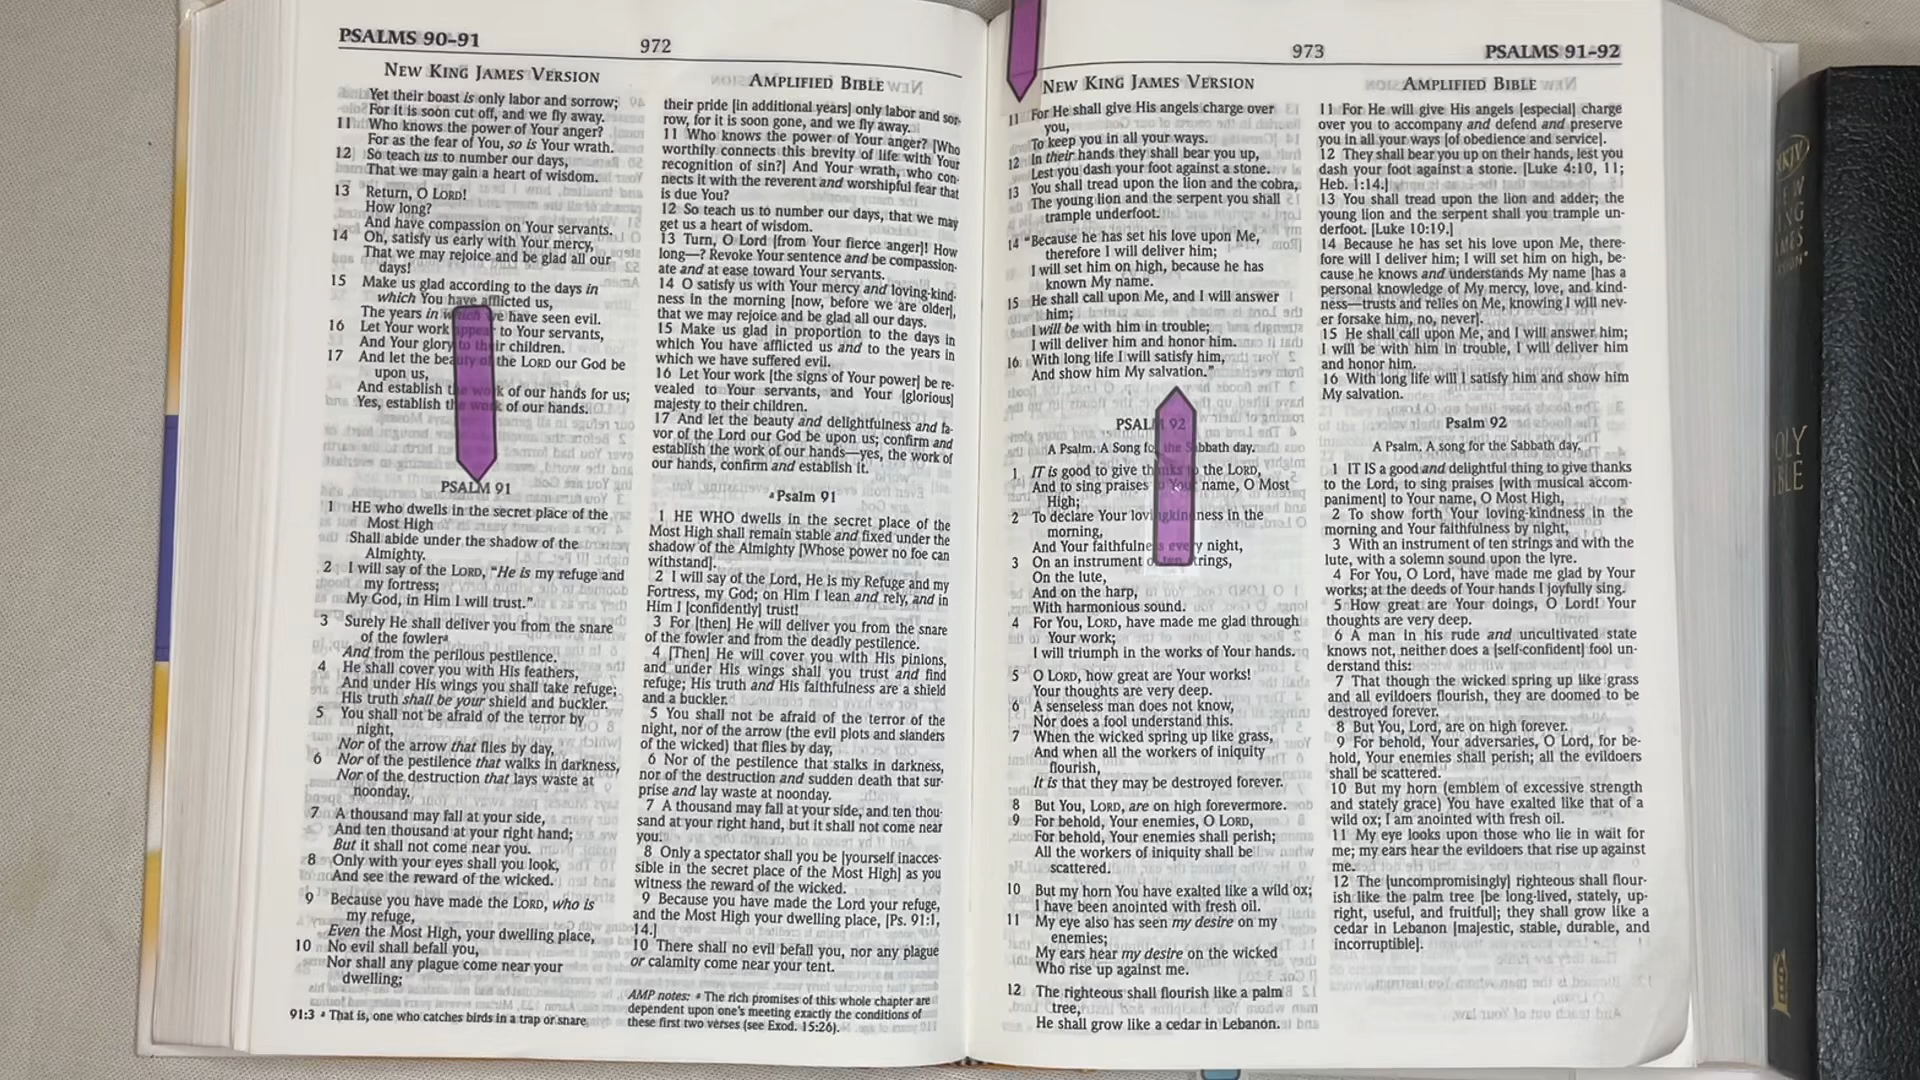 PSALMS 90–91
972
NEW KING JAMES VERSION
Yet their boast is only labor and sorrow;
For it is soon cut off, and we fly away.
11 Who knows the power of Your anger?
For as the fear of You, so is Your wrath.
12 So teach us to number our days,
That we may gain a heart of wisdom.
13 Return, O LORD!
How long?
And have compassion on Your servants.
14 Oh, satisfy us early with Your mercy,
That we may rejoice and be glad all our
days!
15 Make us glad according to the days in
which You have afflicted us,
The years in which we have seen evil.
16 Let Your work appear to Your servants,
And Your glory to their children.
17 And let the beauty of the LORD our God be
upon us,
And establish the work of our hands for us;
Yes, establish the work of our hands.
PSALM 91
1 HE who dwells in the secret place of the
Most High
Shall abide under the shadow of the
Almighty.
2 I will say of the LORD, “He is my refuge and
my fortress;
My God, in Him I will trust.”
3 Surely He shall deliver you from the snare
of the fowlerᵃ
And from the perilous pestilence.
4 He shall cover you with His feathers,
And under His wings you shall take refuge;
His truth shall be your shield and buckler.
5 You shall not be afraid of the terror by
night,
Nor of the arrow that flies by day,
6 Nor of the pestilence that walks in darkness,
Nor of the destruction that lays waste at
noonday.
7 A thousand may fall at your side,
And ten thousand at your right hand;
But it shall not come near you.
8 Only with your eyes shall you look,
And see the reward of the wicked.
9 Because you have made the LORD, who is
my refuge,
Even the Most High, your dwelling place,
10 No evil shall befall you,
Nor shall any plague come near your
dwelling;
91:3 ᵃ That is, one who catches birds in a trap or snare
AMPLIFIED BIBLE
their pride [in additional years] only labor and sor-
row, for it is soon gone, and we fly away.
11 Who knows the power of Your anger? [Who
worthily connects this brevity of life with Your
recognition of sin?] And Your wrath, who con-
nects it with the reverent and worshipful fear that
is due You?
12 So teach us to number our days, that we may
get us a heart of wisdom.
13 Turn, O Lord [from Your fierce anger]! How
long—? Revoke Your sentence and be compassion-
ate and at ease toward Your servants.
14 O satisfy us with Your mercy and loving-kind-
ness in the morning [now, before we are older],
that we may rejoice and be glad all our days.
15 Make us glad in proportion to the days in
which You have afflicted us and to the years in
which we have suffered evil.
16 Let Your work [the signs of Your power] be re-
vealed to Your servants, and Your [glorious]
majesty to their children.
17 And let the beauty and delightfulness and fa-
vor of the Lord our God be upon us; confirm and
establish the work of our hands—yes, the work of
our hands, confirm and establish it.
ᵃPsalm 91
1 HE WHO dwells in the secret place of the
Most High shall remain stable and fixed under the
shadow of the Almighty [Whose power no foe can
withstand].
2 I will say of the Lord, He is my Refuge and my
Fortress, my God; on Him I lean and rely, and in
Him I [confidently] trust!
3 For [then] He will deliver you from the snare
of the fowler and from the deadly pestilence.
4 [Then] He will cover you with His pinions,
and under His wings shall you trust and find
refuge; His truth and His faithfulness are a shield
and a buckler.
5 You shall not be afraid of the terror of the
night, nor of the arrow (the evil plots and slanders
of the wicked) that flies by day,
6 Nor of the pestilence that stalks in darkness,
nor of the destruction and sudden death that sur-
prise and lay waste at noonday.
7 A thousand may fall at your side, and ten thou-
sand at your right hand, but it shall not come near
you.
8 Only a spectator shall you be [yourself inacces-
sible in the secret place of the Most High] as you
witness the reward of the wicked.
9 Because you have made the Lord your refuge,
and the Most High your dwelling place, [Ps. 91:1,
14.]
10 There shall no evil befall you, nor any plague
or calamity come near your tent.
AMP notes: ᵃ The rich promises of this whole chapter are
dependent upon one's meeting exactly the conditions of
these first two verses (see Exod. 15:26).
973
PSALMS 91–92
NEW KING JAMES VERSION
11 For He shall give His angels charge over
you,
To keep you in all your ways.
12 In their hands they shall bear you up,
Lest you dash your foot against a stone.
13 You shall tread upon the lion and the cobra,
The young lion and the serpent you shall
trample underfoot.
14 “Because he has set his love upon Me,
therefore I will deliver him;
I will set him on high, because he has
known My name.
15 He shall call upon Me, and I will answer
him;
I will be with him in trouble;
I will deliver him and honor him.
16 With long life I will satisfy him,
And show him My salvation.”
PSALM 92
A Psalm. A Song for the Sabbath day.
1 IT is good to give thanks to the LORD,
And to sing praises to Your name, O Most
High;
2 To declare Your lovingkindness in the
morning,
And Your faithfulness every night,
3 On an instrument of ten strings,
On the lute,
And on the harp,
With harmonious sound.
4 For You, LORD, have made me glad through
Your work;
I will triumph in the works of Your hands.
5 O LORD, how great are Your works!
Your thoughts are very deep.
6 A senseless man does not know,
Nor does a fool understand this.
7 When the wicked spring up like grass,
And when all the workers of iniquity
flourish,
It is that they may be destroyed forever.
8 But You, LORD, are on high forevermore.
9 For behold, Your enemies, O LORD,
For behold, Your enemies shall perish;
All the workers of iniquity shall be
scattered.
10 But my horn You have exalted like a wild ox;
I have been anointed with fresh oil.
11 My eye also has seen my desire on my
enemies;
My ears hear my desire on the wicked
Who rise up against me.
12 The righteous shall flourish like a palm
tree,
He shall grow like a cedar in Lebanon.
AMPLIFIED BIBLE
11 For He will give His angels [especial] charge
over you to accompany and defend and preserve
you in all your ways [of obedience and service].
12 They shall bear you up on their hands, lest you
dash your foot against a stone. [Luke 4:10, 11;
Heb. 1:14.]
13 You shall tread upon the lion and adder; the
young lion and the serpent shall you trample un-
derfoot. [Luke 10:19.]
14 Because he has set his love upon Me, there-
fore will I deliver him; I will set him on high, be-
cause he knows and understands My name [has a
personal knowledge of My mercy, love, and kind-
ness—trusts and relies on Me, knowing I will nev-
er forsake him, no, never].
15 He shall call upon Me, and I will answer him;
I will be with him in trouble, I will deliver him
and honor him.
16 With long life will I satisfy him and show him
My salvation.
Psalm 92
A Psalm. A song for the Sabbath day.
1 IT IS a good and delightful thing to give thanks
to the Lord, to sing praises [with musical accom-
paniment] to Your name, O Most High,
2 To show forth Your loving-kindness in the
morning and Your faithfulness by night,
3 With an instrument of ten strings and with the
lute, with a solemn sound upon the lyre.
4 For You, O Lord, have made me glad by Your
works; at the deeds of Your hands I joyfully sing.
5 How great are Your doings, O Lord! Your
thoughts are very deep.
6 A man in his rude and uncultivated state
knows not, neither does a [self-confident] fool un-
derstand this:
7 That though the wicked spring up like grass
and all evildoers flourish, they are doomed to be
destroyed forever.
8 But You, Lord, are on high forever.
9 For behold, Your adversaries, O Lord, for be-
hold, Your enemies shall perish; all the evildoers
shall be scattered.
10 But my horn (emblem of excessive strength
and stately grace) You have exalted like that of a
wild ox; I am anointed with fresh oil.
11 My eye looks upon those who lie in wait for
me; my ears hear the evildoers that rise up against
me.
12 The [uncompromisingly] righteous shall flour-
ish like the palm tree [be long-lived, stately, up-
right, useful, and fruitful]; they shall grow like a
cedar in Lebanon [majestic, stable, durable, and
incorruptible].